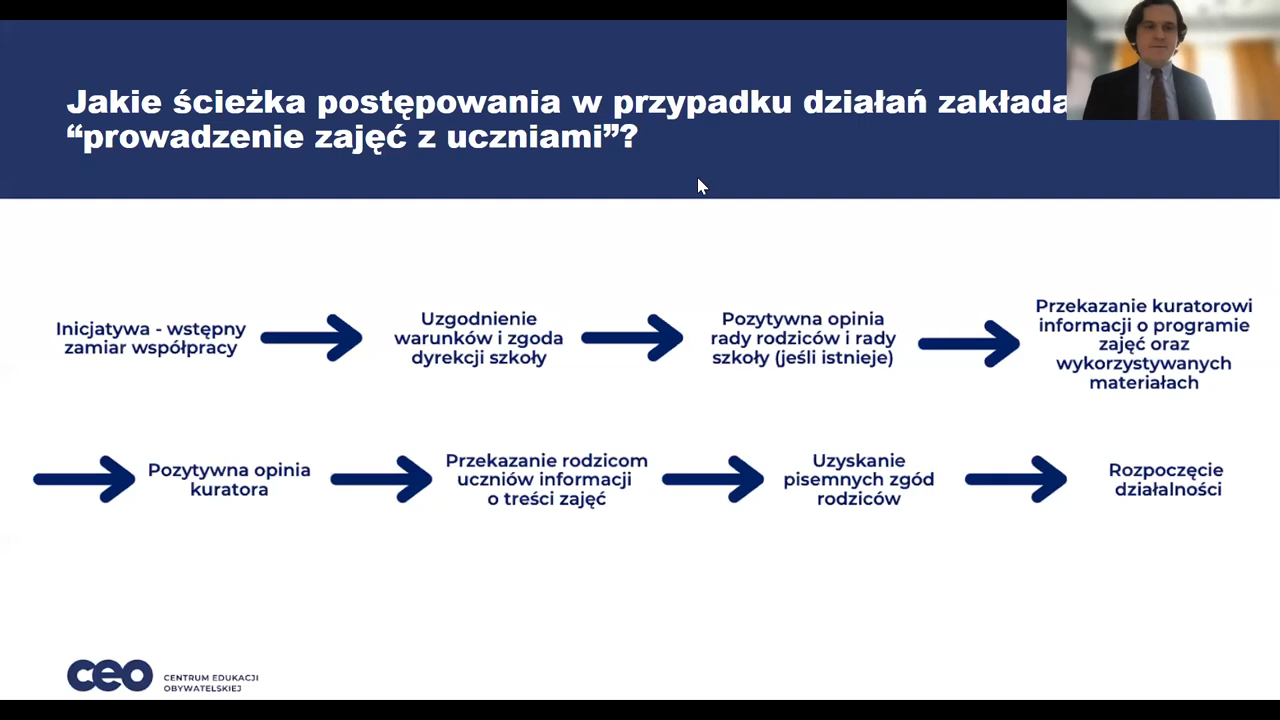 Jakie ścieżka postępowania w przypadku działań zakłada
“prowadzenie zajęć z uczniami”?
Inicjatywa - wstępny
zamiar współpracy
Uzgodnienie
warunków i zgoda
dyrekcji szkoły
Pozytywna opinia
rady rodziców i rady
szkoły (jeśli istnieje)
Przekazanie kuratorowi
informacji o programie
zajęć oraz
wykorzystywanych
materiałach
Pozytywna opinia
kuratora
Przekazanie rodzicom
uczniów informacji
o treści zajęć
Uzyskanie
pisemnych zgód
rodziców
Rozpoczęcie
działalności
ceo
CENTRUM EDUKACJI
OBYWATELSKIEJ